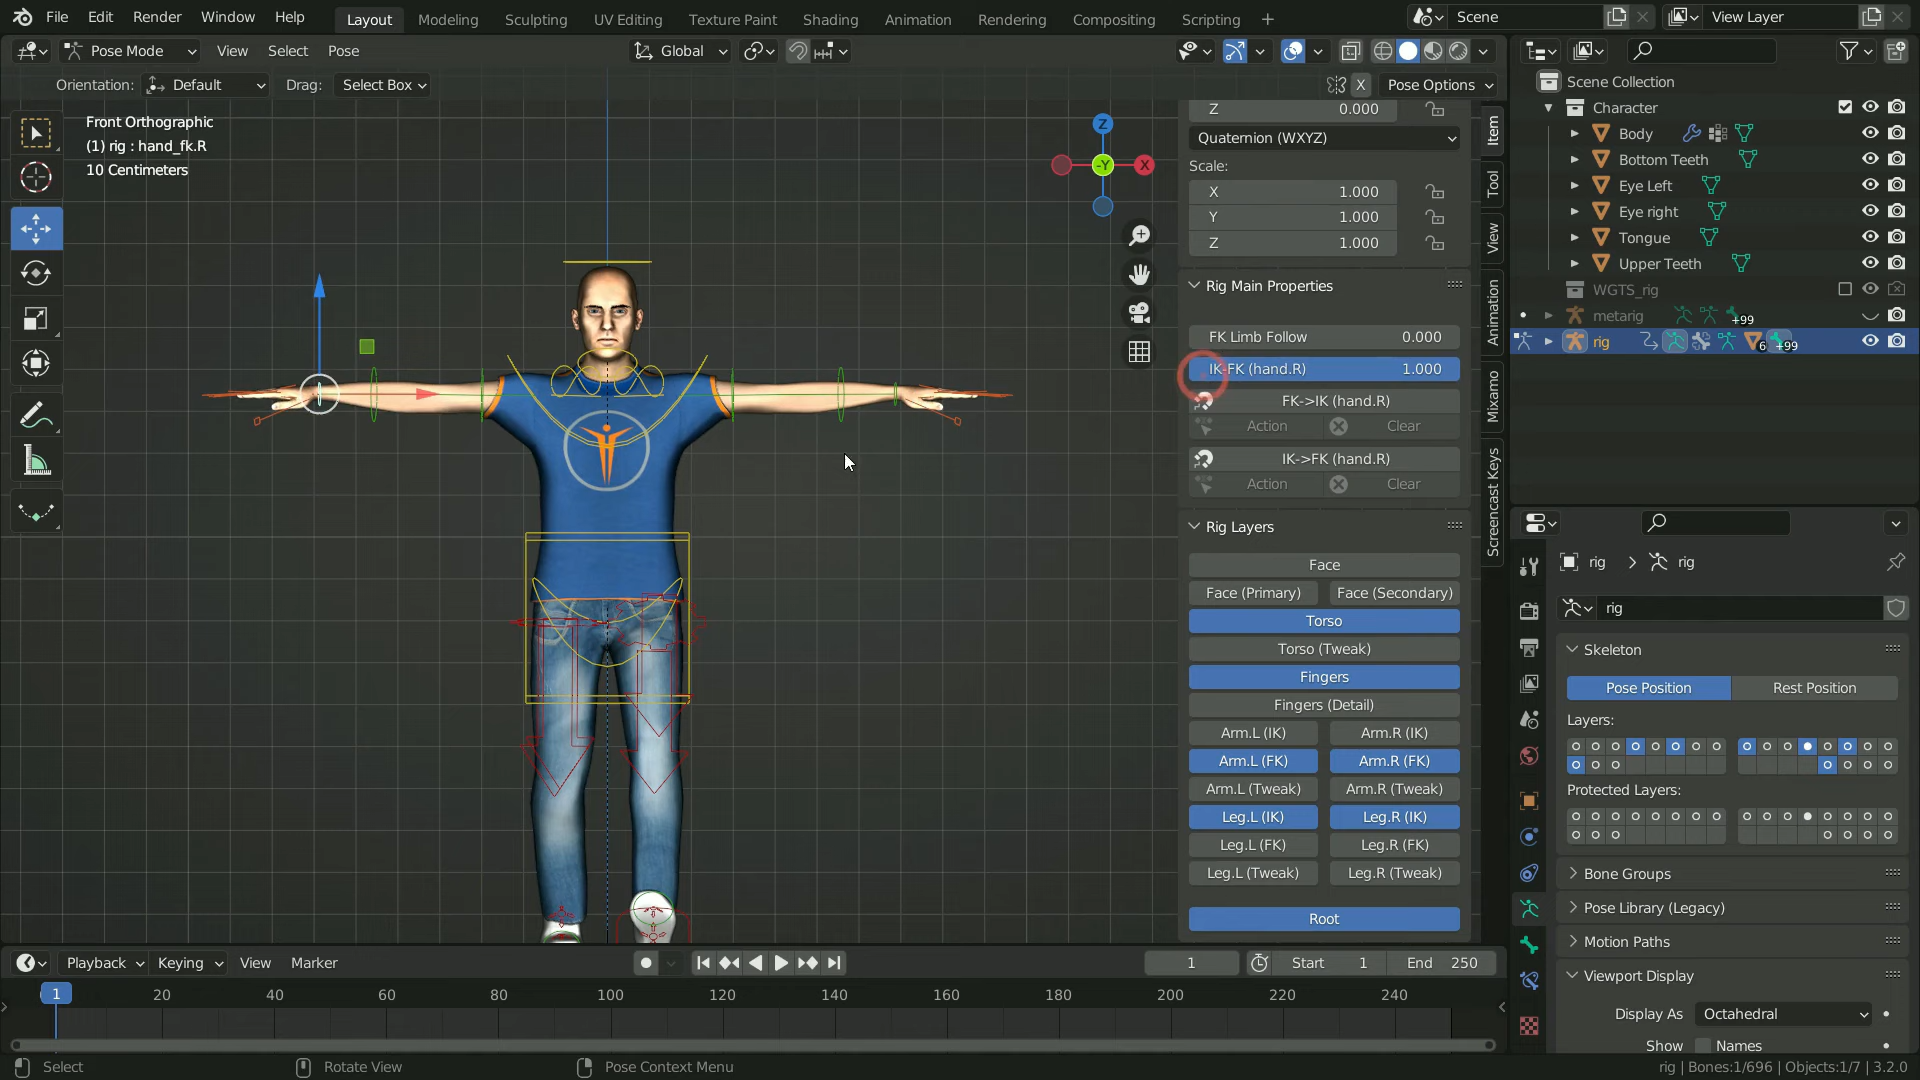 File Edit Render Window Help Layout Modeling Sculpting UV Editing Texture Paint Shading Animation Rendering Compositing Scripting Scene View Layer
Pose Mode View Select Pose Global
Orientation: Default Drag: Select Box X Pose Options
Front Orthographic
(1) rig : hand_fk.R
10 Centimeters
Z
-Y
X
Z 0.000
Quaternion (WXYZ)
Scale:
X 1.000
Y 1.000
Z 1.000
Rig Main Properties
FK Limb Follow 0.000
IK-FK (hand.R) 1.000
FK->IK (hand.R)
Action Clear
IK->FK (hand.R)
Action Clear
Rig Layers
Face
Face (Primary) Face (Secondary)
Torso
Torso (Tweak)
Fingers
Fingers (Detail)
Arm.L (IK) Arm.R (IK)
Arm.L (FK) Arm.R (FK)
Arm.L (Tweak) Arm.R (Tweak)
Leg.L (IK) Leg.R (IK)
Leg.L (FK) Leg.R (FK)
Leg.L (Tweak) Leg.R (Tweak)
Root
Item
Tool
View
Animation
Mixamo
Screencast Keys
Scene Collection
Character
Body
Bottom Teeth
Eye Left
Eye right
Tongue
Upper Teeth
WGTS_rig
metarig +99
rig 6 +99
rig rig
rig
Skeleton
Pose Position Rest Position
Layers:
Protected Layers:
Bone Groups
Pose Library (Legacy)
Motion Paths
Viewport Display
Display As Octahedral
Show Names
Playback Keying View Marker 1 Start 1 End 250
1 20 40 60 80 100 120 140 160 180 200 220 240
Select Rotate View Pose Context Menu rig | Bones:1/696 | Objects:1/7 | 3.2.0